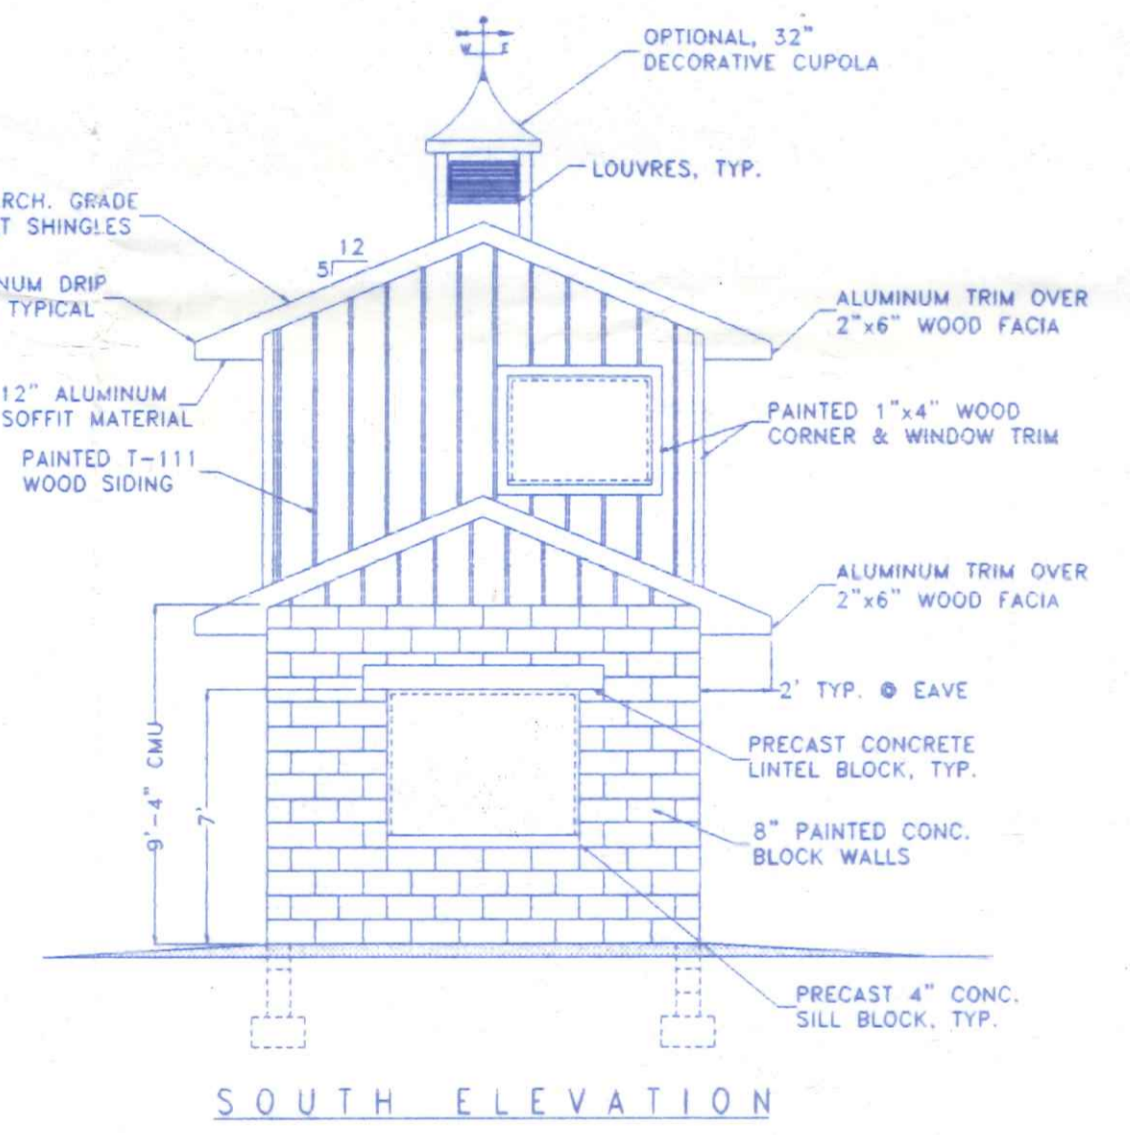 OPTIONAL, 32"
DECORATIVE CUPOLA
W E
LOUVRES, TYP.
RCH. GRADE
T SHINGLES
12
5
NUM DRIP
TYPICAL
ALUMINUM TRIM OVER
2"x6" WOOD FACIA
12" ALUMINUM
SOFFIT MATERIAL
PAINTED 1"x4" WOOD
CORNER & WINDOW TRIM
PAINTED T-111
WOOD SIDING
ALUMINUM TRIM OVER
2"x6" WOOD FACIA
2' TYP. @ EAVE
9'-4" CMU
7'
PRECAST CONCRETE
LINTEL BLOCK, TYP.
8" PAINTED CONC.
BLOCK WALLS
PRECAST 4" CONC.
SILL BLOCK, TYP.
SOUTH ELEVATION